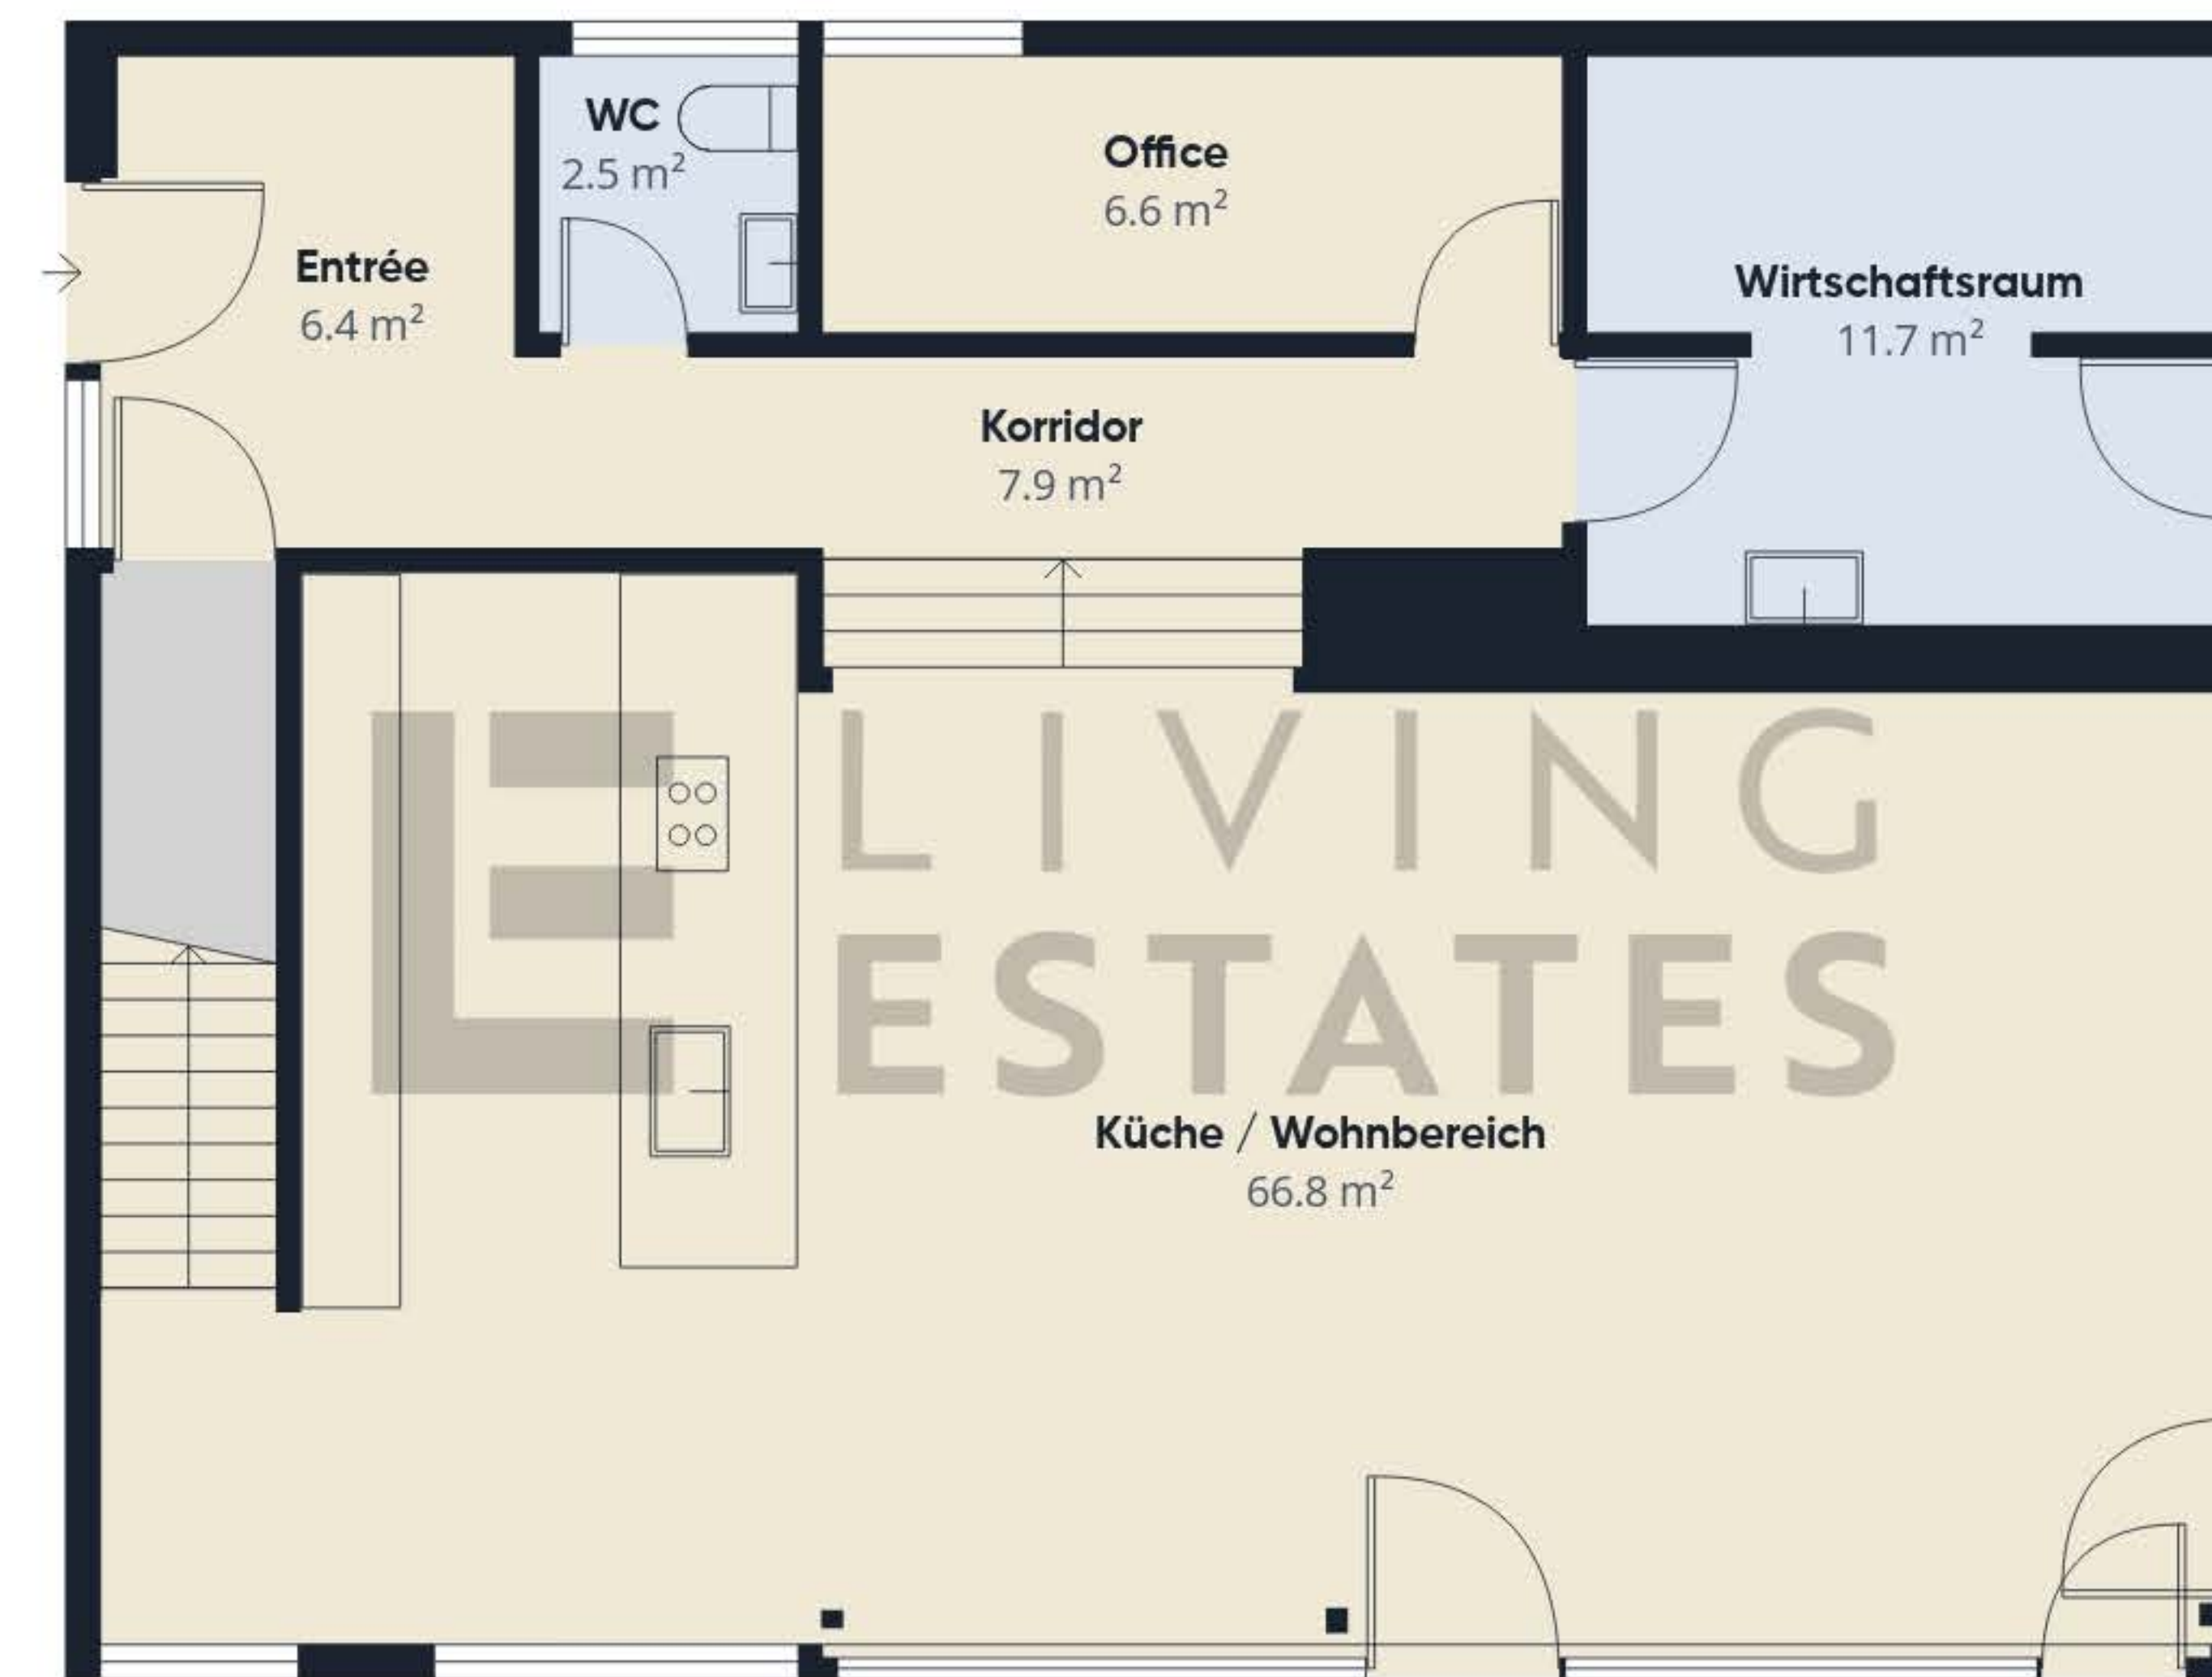 WC
2.5 m²
Office
6.6 m²
Entrée
6.4 m²
Wirtschaftsraum
11.7 m²
Korridor
7.9 m²
LE LIVING
ESTATES
Küche / Wohnbereich
66.8 m²